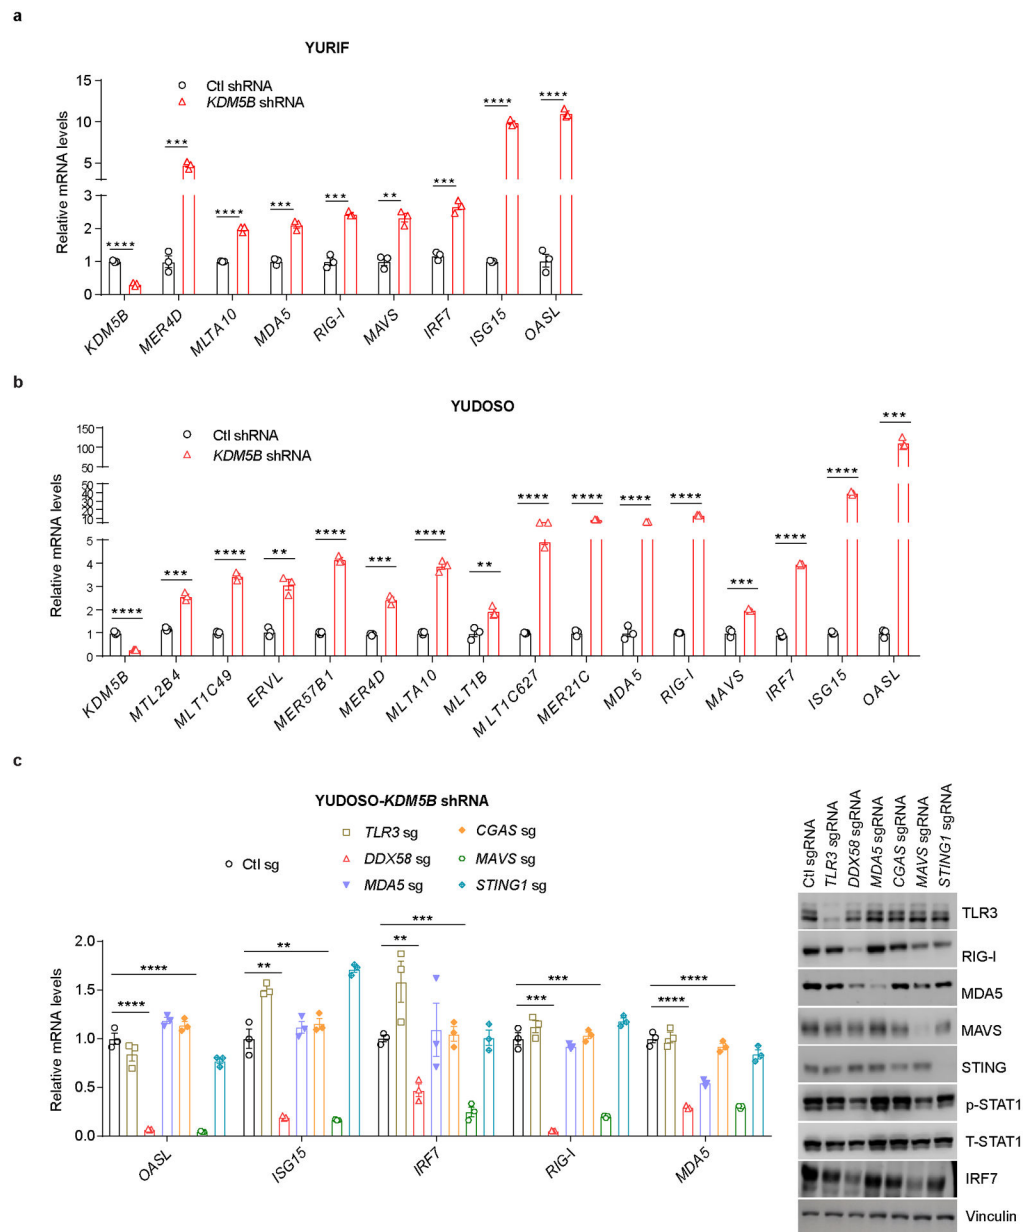 a
YURIF
Ctl shRNA
KDM5B shRNA
Relative mRNA levels
15
10
5
3
2
1
0
****
***
****
***
***
**
***
****
****
KDM5B
MER4D
MLTA10
MDA5
RIG-I
MAVS
IRF7
ISG15
OASL
b
YUDOSO
Ctl shRNA
KDM5B shRNA
Relative mRNA levels
150
100
50
50
40
30
20
10
5
4
3
2
1
0
****
***
****
**
****
***
****
**
****
****
****
****
***
****
****
***
KDM5B
MTL2B4
MLT1C49
ERVL
MER57B1
MER4D
MLTA10
MLT1B
MLT1C627
MER21C
MDA5
RIG-I
MAVS
IRF7
ISG15
OASL
c
YUDOSO-KDM5B shRNA
Ctl sg
TLR3 sg
DDX58 sg
MDA5 sg
CGAS sg
MAVS sg
STING1 sg
Relative mRNA levels
2.0
1.5
1.0
0.5
0.0
****
****
**
**
***
**
***
***
****
****
OASL
ISG15
IRF7
RIG-I
MDA5
Ctl sgRNA
TLR3 sgRNA
DDX58 sgRNA
MDA5 sgRNA
CGAS sgRNA
MAVS sgRNA
STING1 sgRNA
TLR3
RIG-I
MDA5
MAVS
STING
p-STAT1
T-STAT1
IRF7
Vinculin